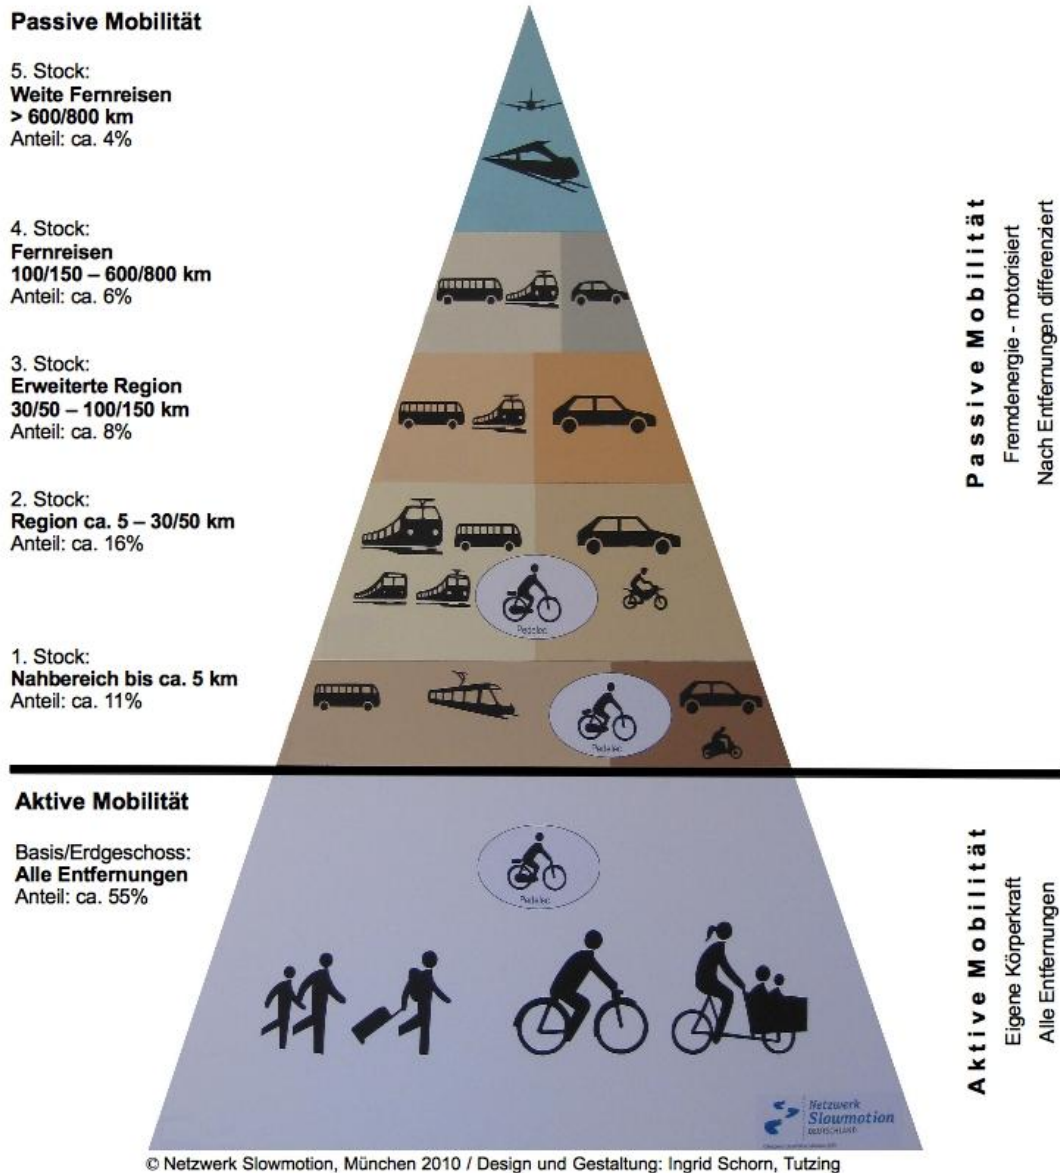 Passive Mobilität
5. Stock:
Weite Fernreisen
> 600/800 km
Anteil: ca. 4%
4. Stock:
Fernreisen
100/150 – 600/800 km
Anteil: ca. 6%
3. Stock:
Erweiterte Region
30/50 – 100/150 km
Anteil: ca. 8%
2. Stock:
Region ca. 5 – 30/50 km
Anteil: ca. 16%
Pedelec
1. Stock:
Nahbereich bis ca. 5 km
Anteil: ca. 11%
Pedelec
Passive Mobilität
Fremdenergie - motorisiert
Nach Entfernungen differenziert
Aktive Mobilität
Basis/Erdgeschoss:
Alle Entfernungen
Anteil: ca. 55%
Pedelec
Aktive Mobilität
Eigene Körperkraft
Alle Entfernungen
Netzwerk
Slowmotion
DEUTSCHLAND
© Netzwerk Slowmotion, München 2010 / Design und Gestaltung: Ingrid Schorn, Tutzing